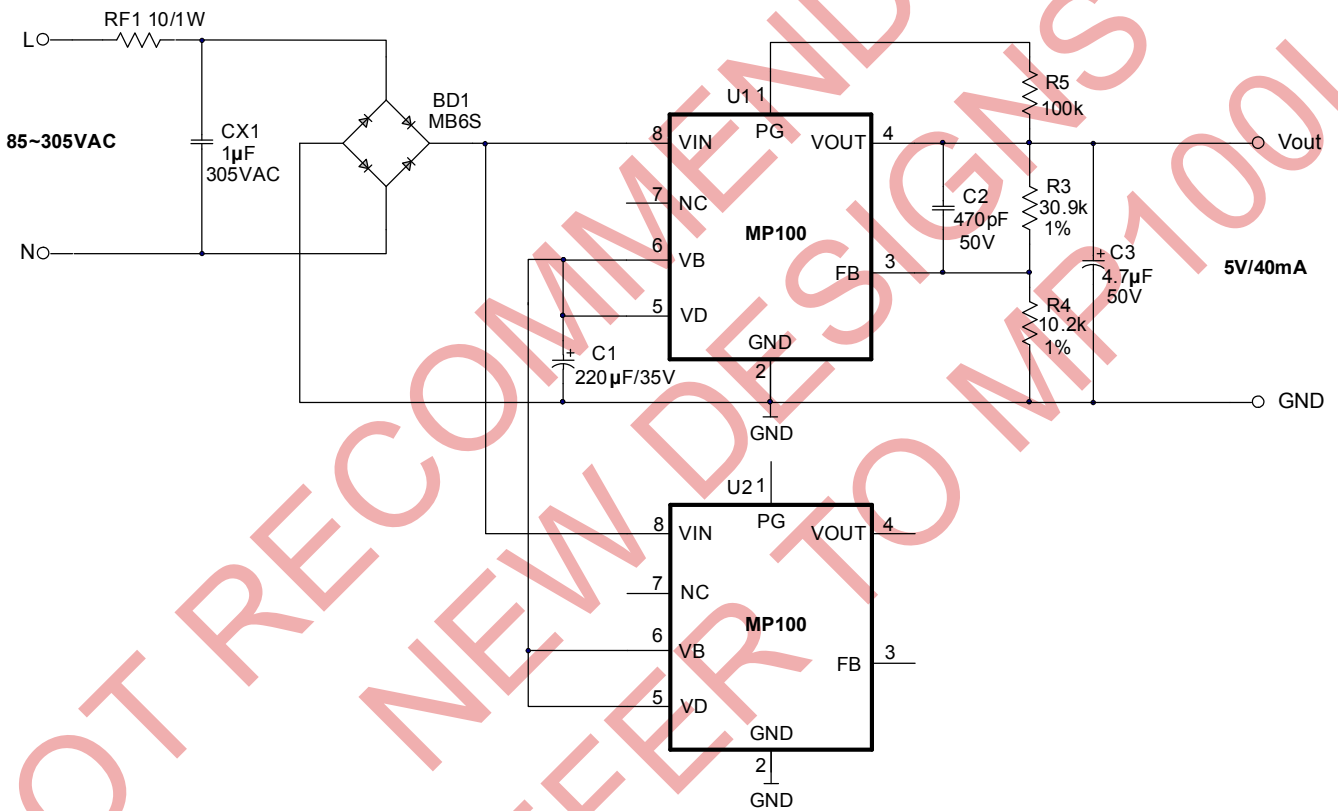 RF1 10/1W
L
CX1
1µF
305VAC
85~305VAC
N
BD1
MB6S
U1
1
PG
8
VIN
VOUT
4
7
NC
MP100
6
VB
FB
3
5
VD
GND
2
GND
C1
+
220µF/35V
R5
100k
C2
470pF
50V
R3
30.9k
1%
R4
10.2k
1%
+
C3
4.7µF
50V
Vout
5V/40mA
GND
U2
1
PG
8
VIN
VOUT
4
7
NC
MP100
6
VB
FB
3
5
VD
GND
2
GND
OT RECOMMEND
NEW DESIGNS
EFER TO MP100L